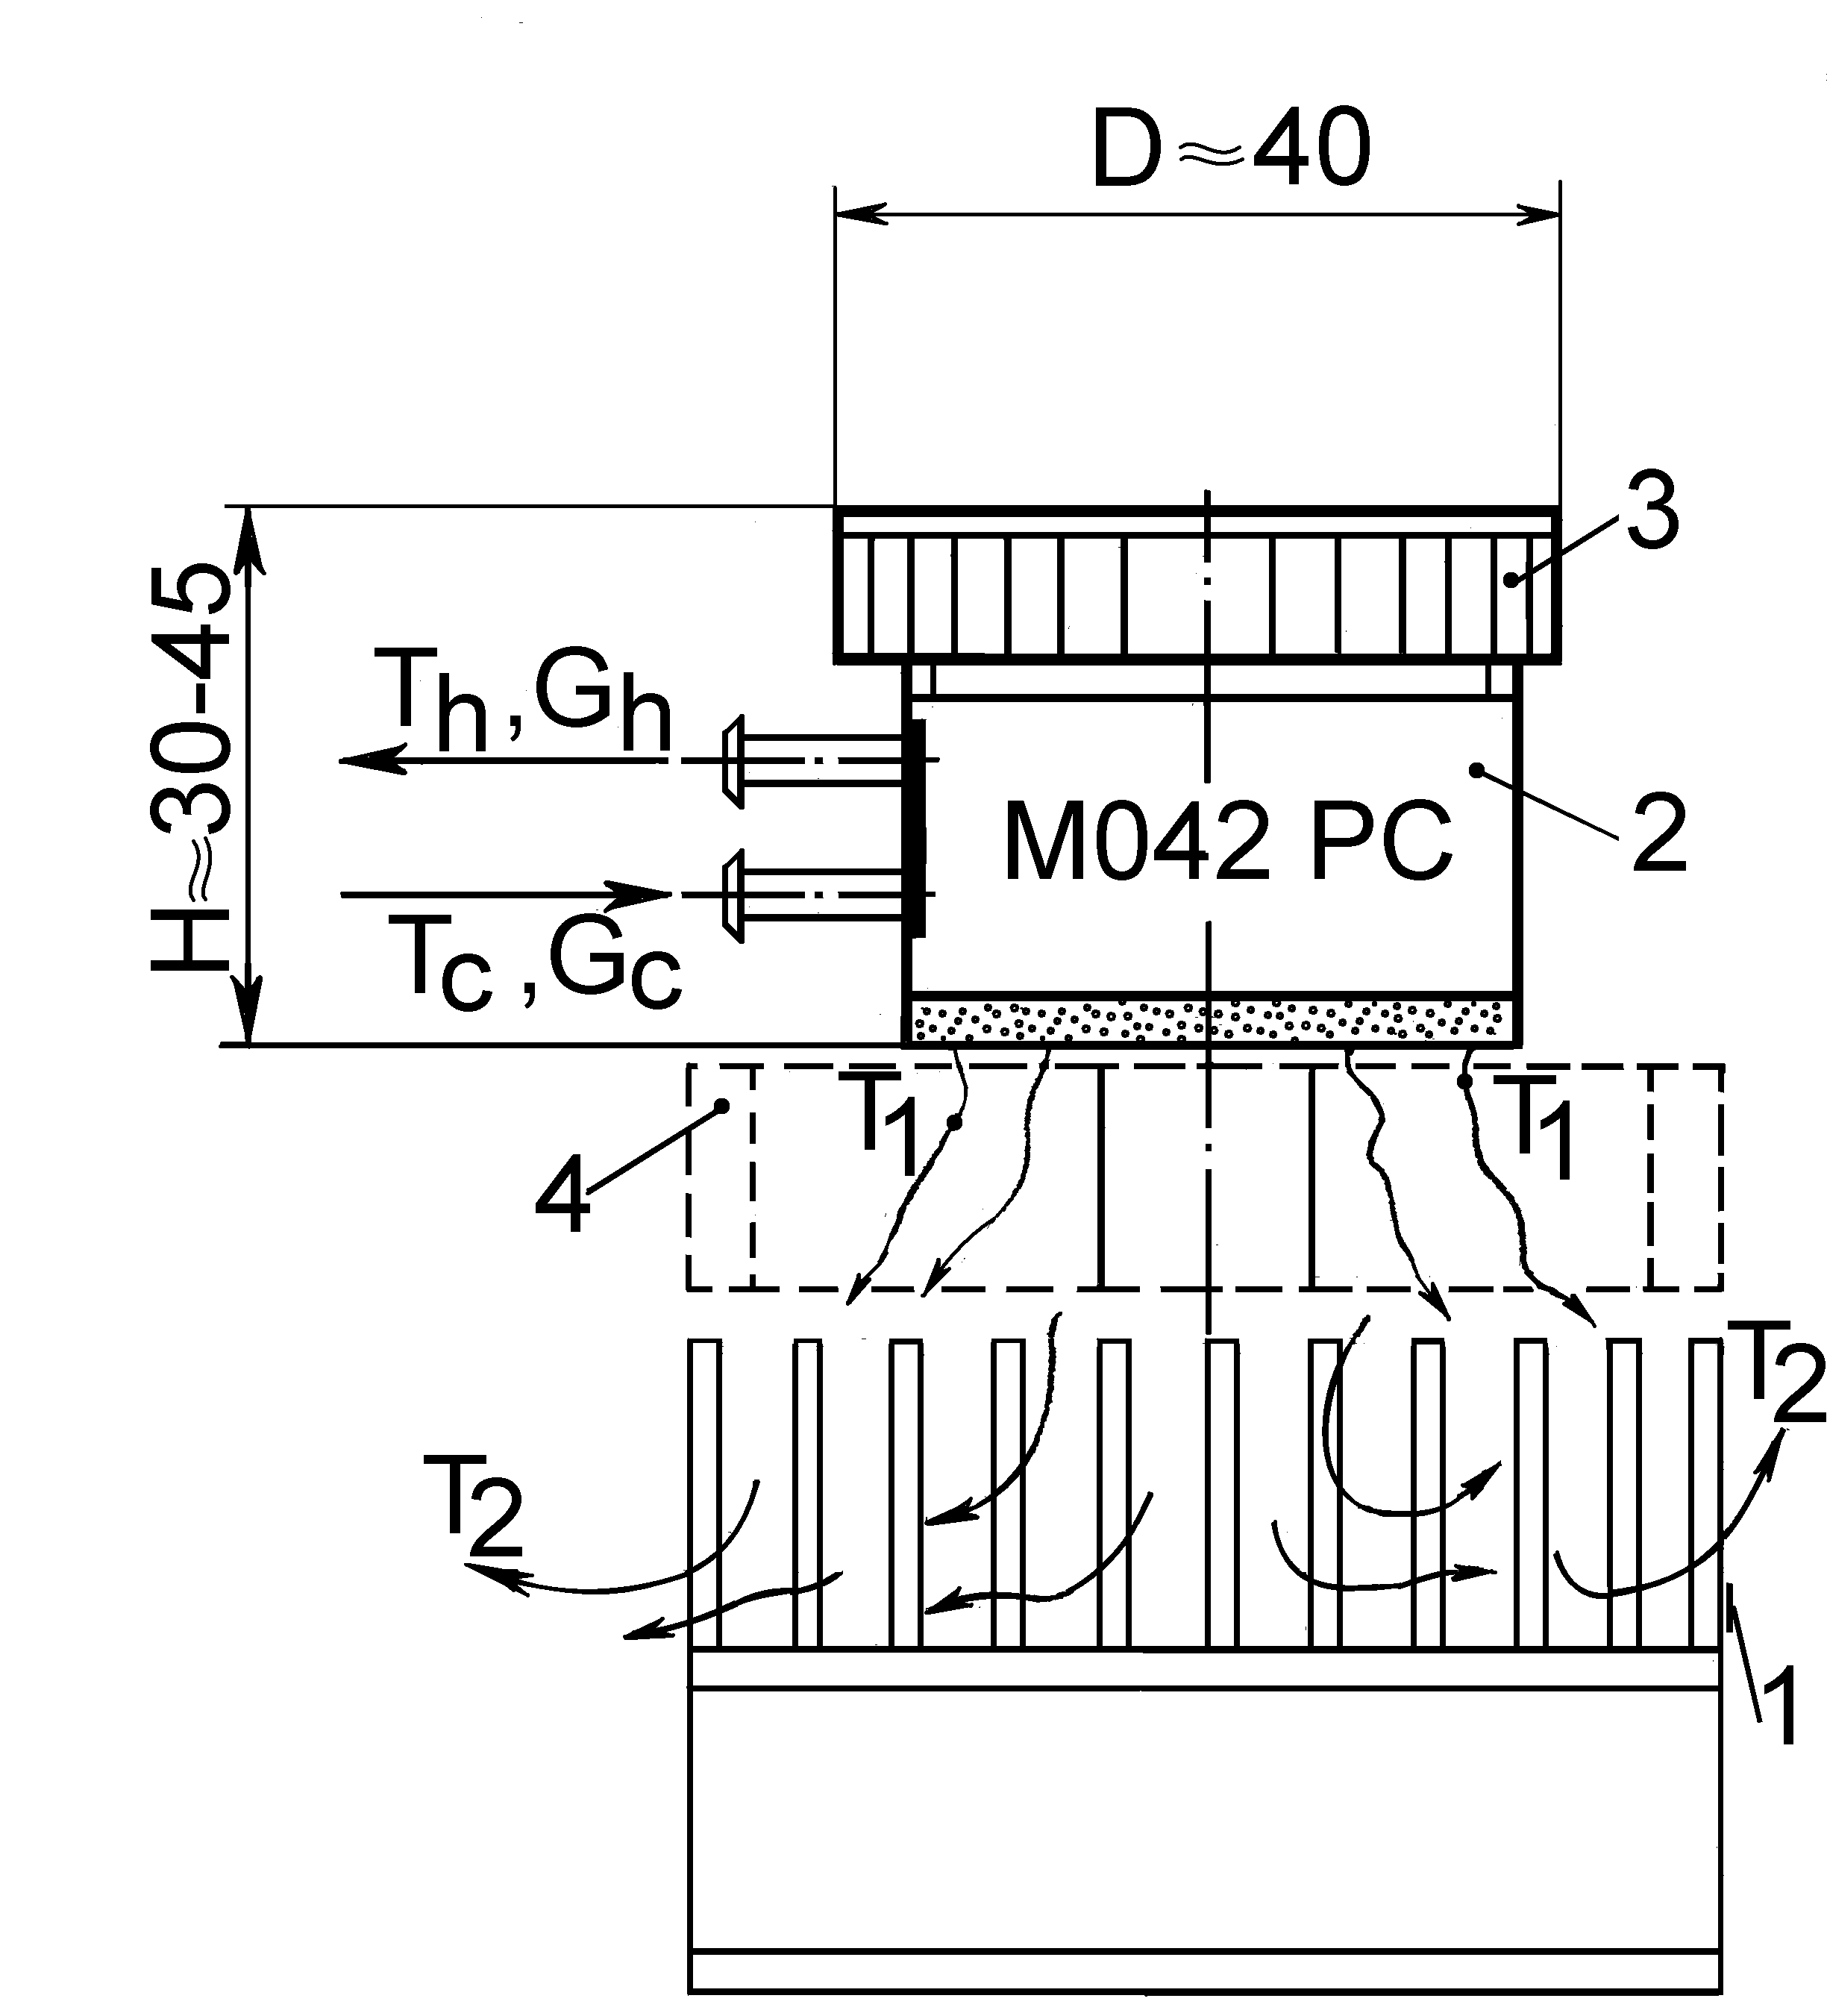 D≈40
3
H≈30-45
Th,Gh
M042 PC
2
Tc,Gc
T1
T1
4
T2
T2
1